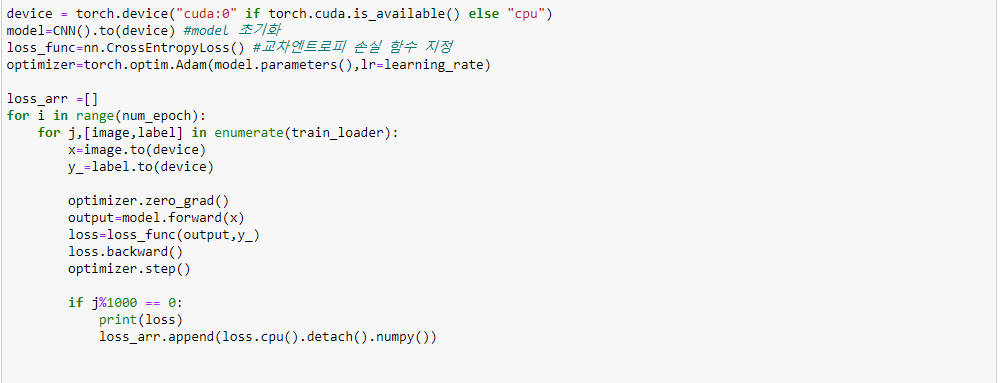 device = torch.device("cuda:0" if torch.cuda.is_available() else "cpu")
model=CNN().to(device) #model 초기화
loss_func=nn.CrossEntropyLoss() #교차엔트로피 손실 함수 지정
optimizer=torch.optim.Adam(model.parameters(),lr=learning_rate)

loss_arr =[]
for i in range(num_epoch):
    for j,[image,label] in enumerate(train_loader):
        x=image.to(device)
        y_=label.to(device)

        optimizer.zero_grad()
        output=model.forward(x)
        loss=loss_func(output,y_)
        loss.backward()
        optimizer.step()

        if j%1000 == 0:
            print(loss)
            loss_arr.append(loss.cpu().detach().numpy())